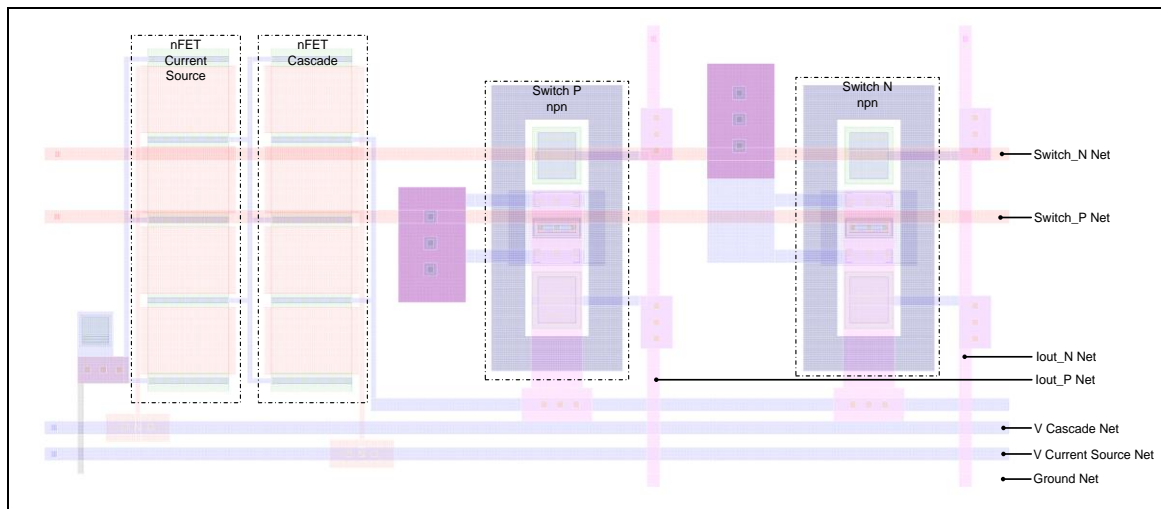 nFET
Current
Source
nFET
Cascade
Switch P
npn
Switch N
npn
Switch_N Net
Switch_P Net
Iout_N Net
Iout_P Net
V Cascade Net
V Current Source Net
Ground Net